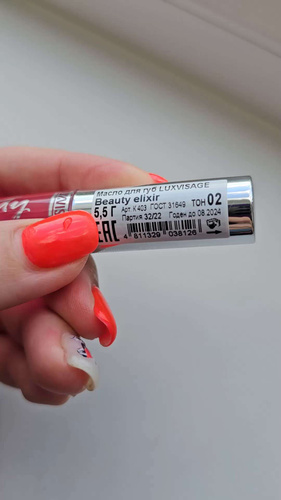 Масло для губ LUXVISAGE
Beauty elixir
5,5 Г Арт. К 403 ГОСТ 31649 ТОН 02
Партия 32/22 Годен до 08.2024
EAC
4 811329 038126